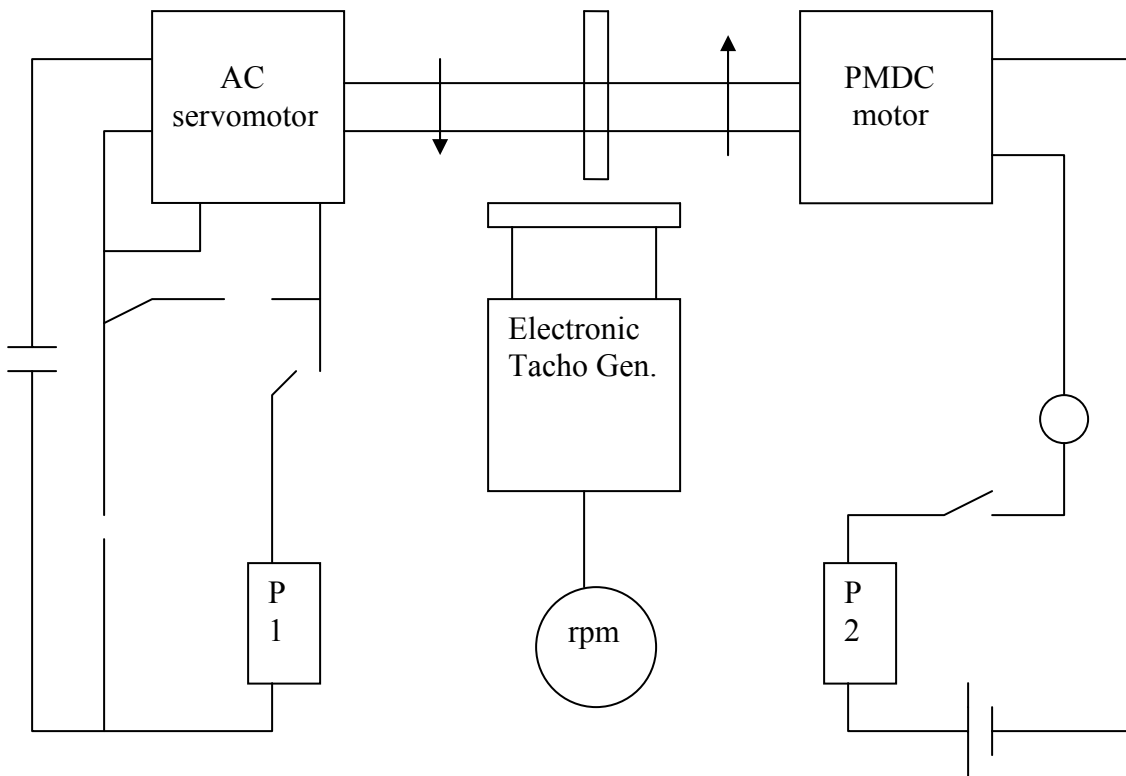 AC
servomotor
PMDC
motor
Electronic
Tacho Gen.
P
1
rpm
P
2